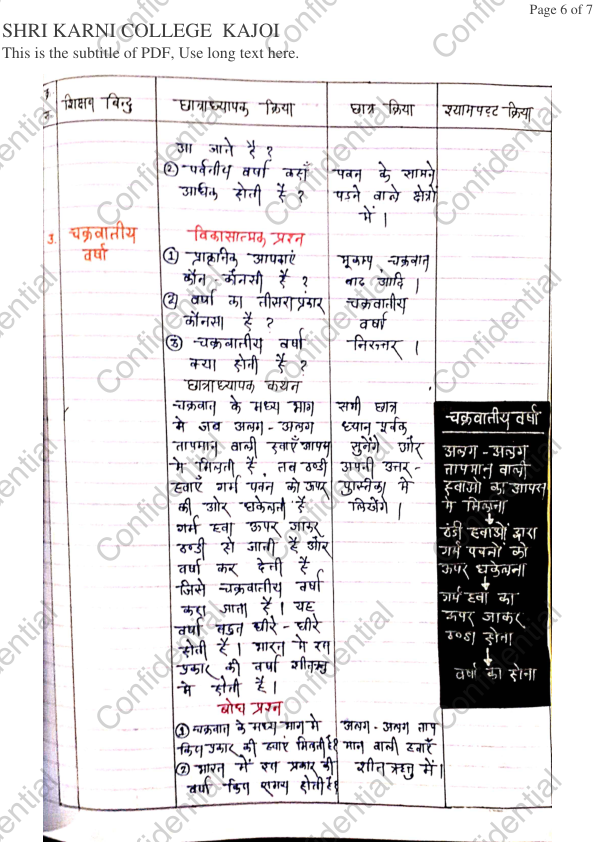 Page 6 of 7
SHRI KARNI COLLEGE KAJOI
This is the subtitle of PDF, Use long text here.
शिक्षण बिन्दु
छात्राध्यापक क्रिया
छात्र क्रिया
श्यामपट्ट क्रिया
आ जाने है ?
② पर्वतीय वर्षा कहाँ
अधिक होती है ?
पवन के सामने
पडने वाले क्षेत्रों
में ।
3. चक्रवातीय
वर्षा
विकासात्मक प्रश्न
① प्राकृतिक आपदाएं
कौन-कौनसी है ?
② वर्षा का तीसरा प्रकार
कौनसा है ?
③ चक्रवातीय वर्षा
क्या होती है ?
भूकम्प, चक्रवात
बाढ आदि ।
चक्रवातीय
वर्षा
निरुत्तर ।
छात्राध्यापक कथन
चक्रवात के मध्य भाग
मे जब अलग-अलग
तापमान वाली हवाएँ आपस
मे मिलती है, तब ठण्डी
हवाएँ गर्म पवन को ऊपर
की ओर धकेलती है
गर्म हवा ऊपर जाकर
ठण्डी हो जाती है और
वर्षा कर देती है
जिसे चक्रवातीय वर्षा
कहा जाता है । यह
वर्षा बहुत धीरे-धीरे
होती है । भारत मे इस
प्रकार की वर्षा शीतऋतु
मे होती है ।
सभी छात्र
ध्यान पूर्वक
सुनेंगे और
अपनी उत्तर-
पुस्तिका मे
लिखेंगे ।
चक्रवातीय वर्षा
अलग-अलग
तापमान वाली
हवाओं का आपस
मे मिलना
↓
ठंडी हवाओं द्वारा
गर्म पवनों को
ऊपर धकेलना
↓
गर्म हवा का
ऊपर जाकर
ठण्डा होना
↓
वर्षा का होना
बोध प्रश्न
① चक्रवात के मध्य भाग मे
किस प्रकार की हवाएं मिलती है?
② भारत में इस प्रकार की
वर्षा किस समय होती है?
अलग-अलग ताप
मान वाली हवाएँ
शीत ऋतु में ।
Confidential